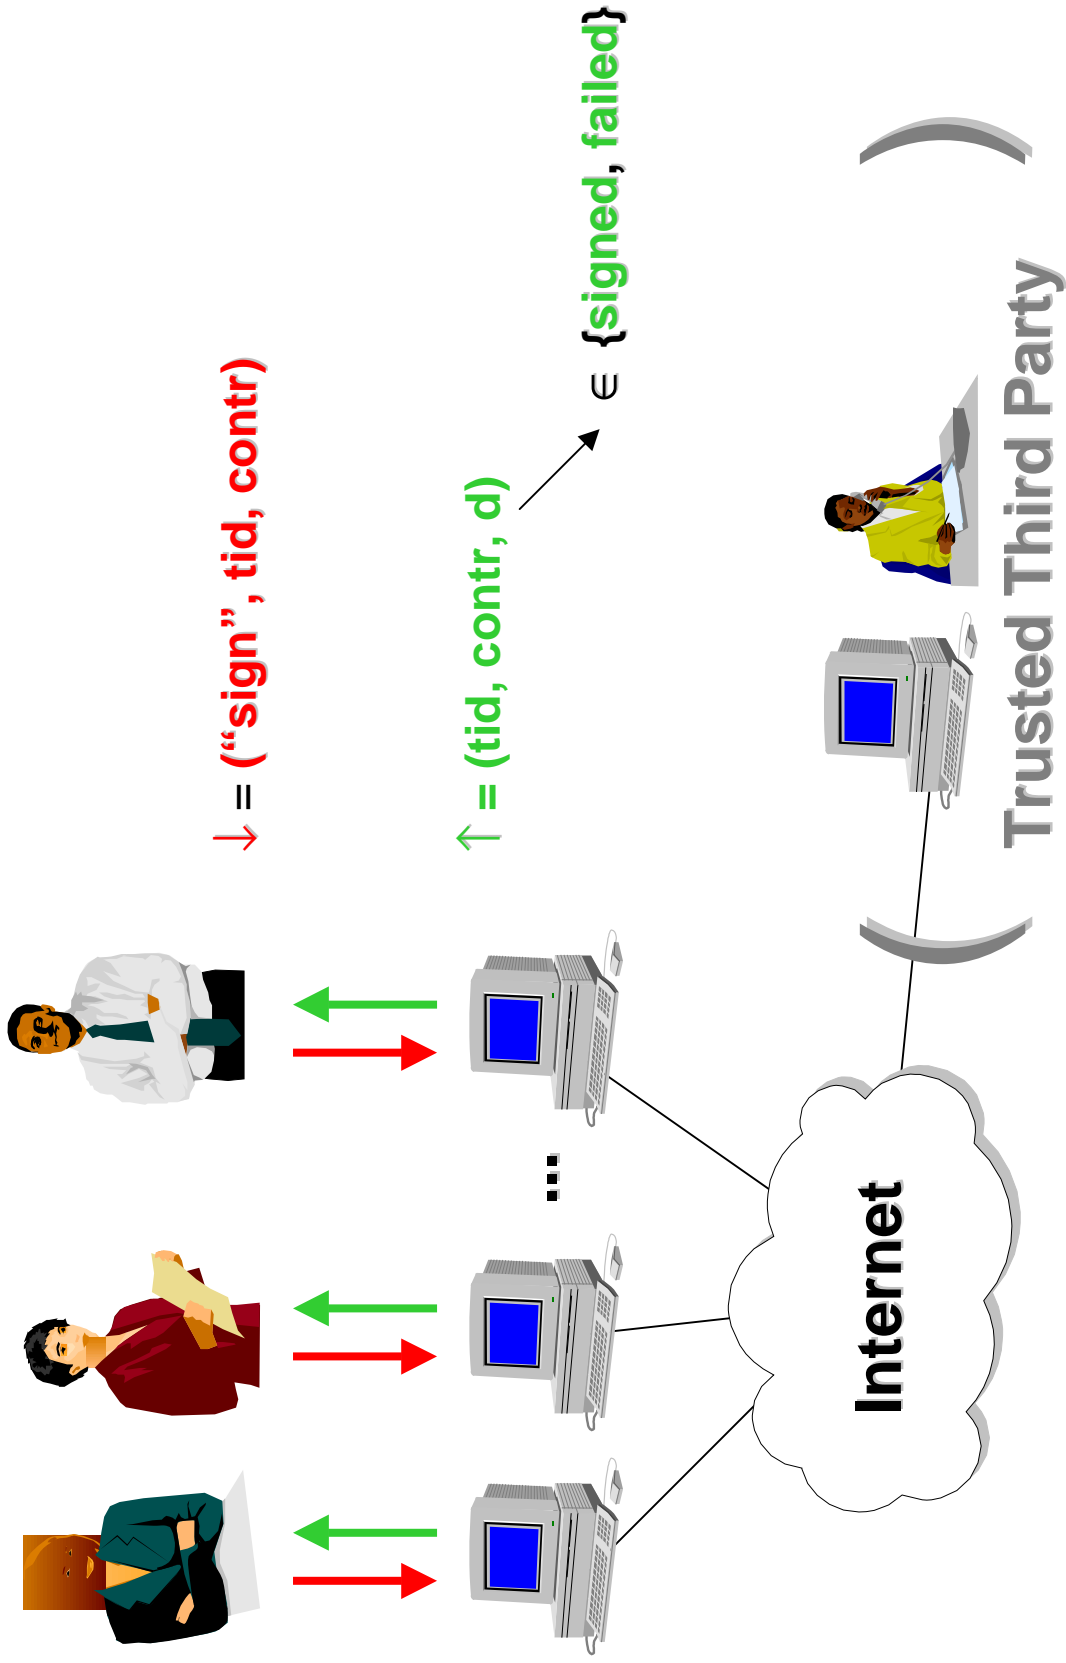 ↓ = (“sign”, tid, contr)
↑ = (tid, contr, d)
∈ {signed, failed}
...
Internet
( )
Trusted Third Party